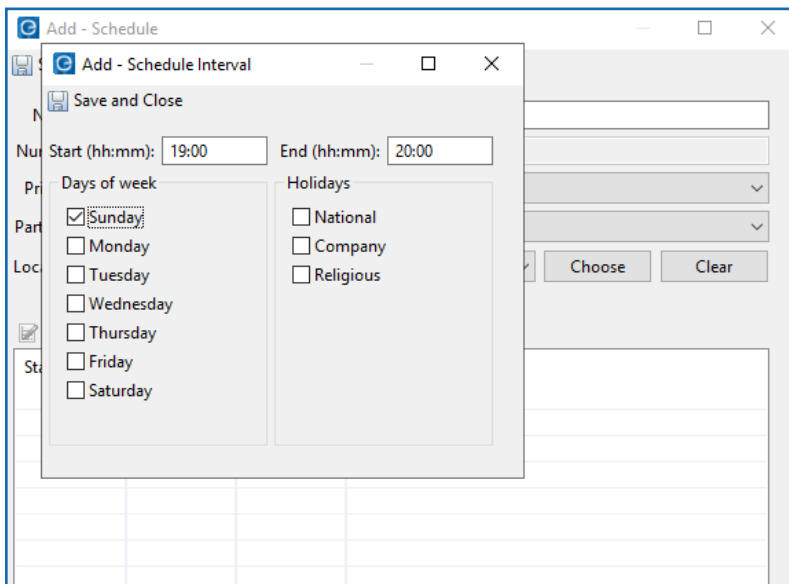 Add - Schedule
Add - Schedule Interval
Save and Close
Start (hh:mm): 19:00 End (hh:mm): 20:00
Days of week Holidays
Sunday National
Monday Company
Tuesday Religious
Wednesday
Thursday
Friday
Saturday
Choose Clear